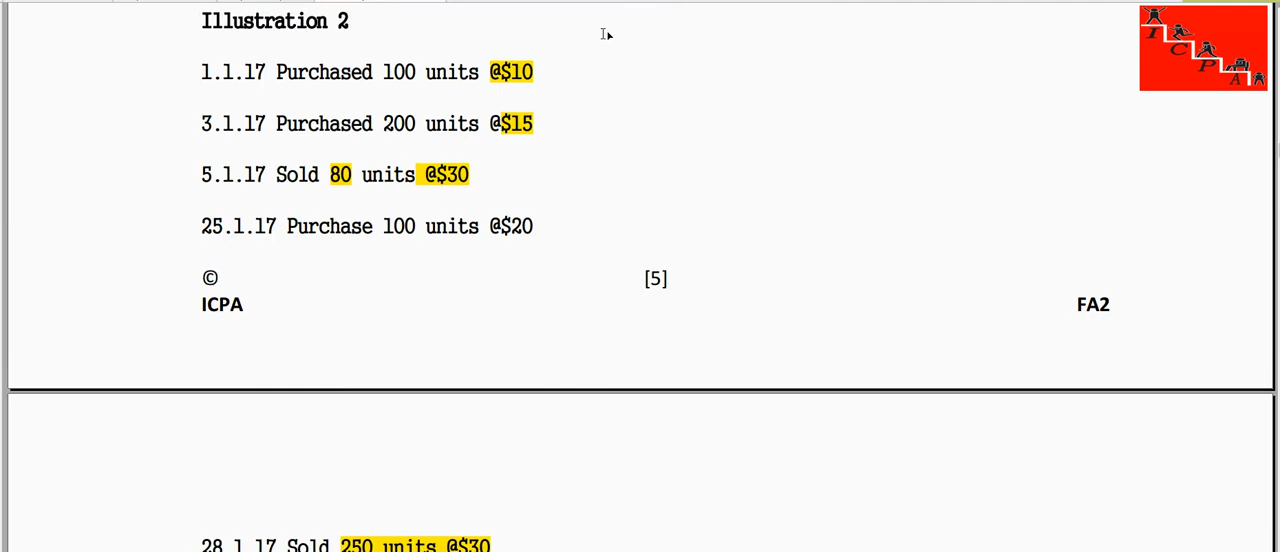 Illustration 2
I
C
P
A
1.1.17 Purchased 100 units @$10
3.1.17 Purchased 200 units @$15
5.1.17 Sold 80 units @$30
25.1.17 Purchase 100 units @$20
©
[5]
ICPA
FA2
28.1.17 Sold 250 units @$30